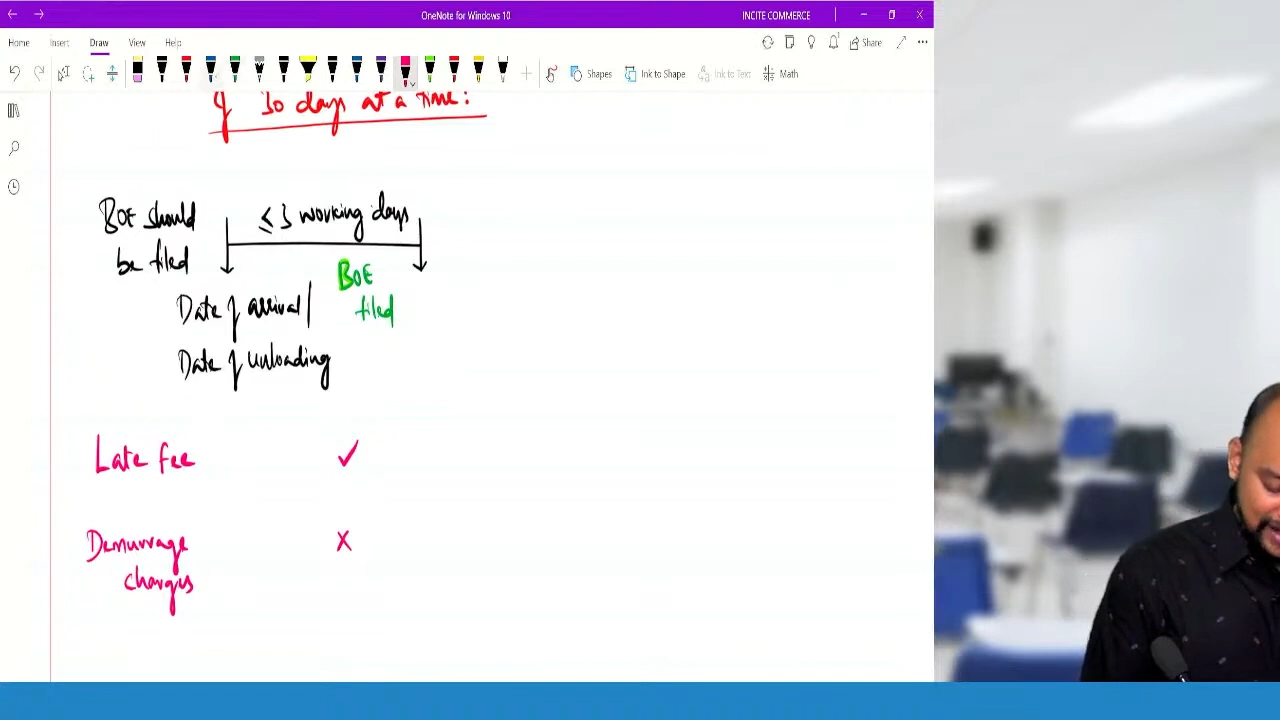 OneNote for Windows 10
INCITE COMMERCE
Home Insert Draw View Help
Share
Shapes Ink to Shape Ink to Text Math
of 30 days at a time:
BOE should ≤ 3 working days
be filed
BOE
filed
Date of arrival/
Date of unloading
Late fee ✓
Demurrage X
charges